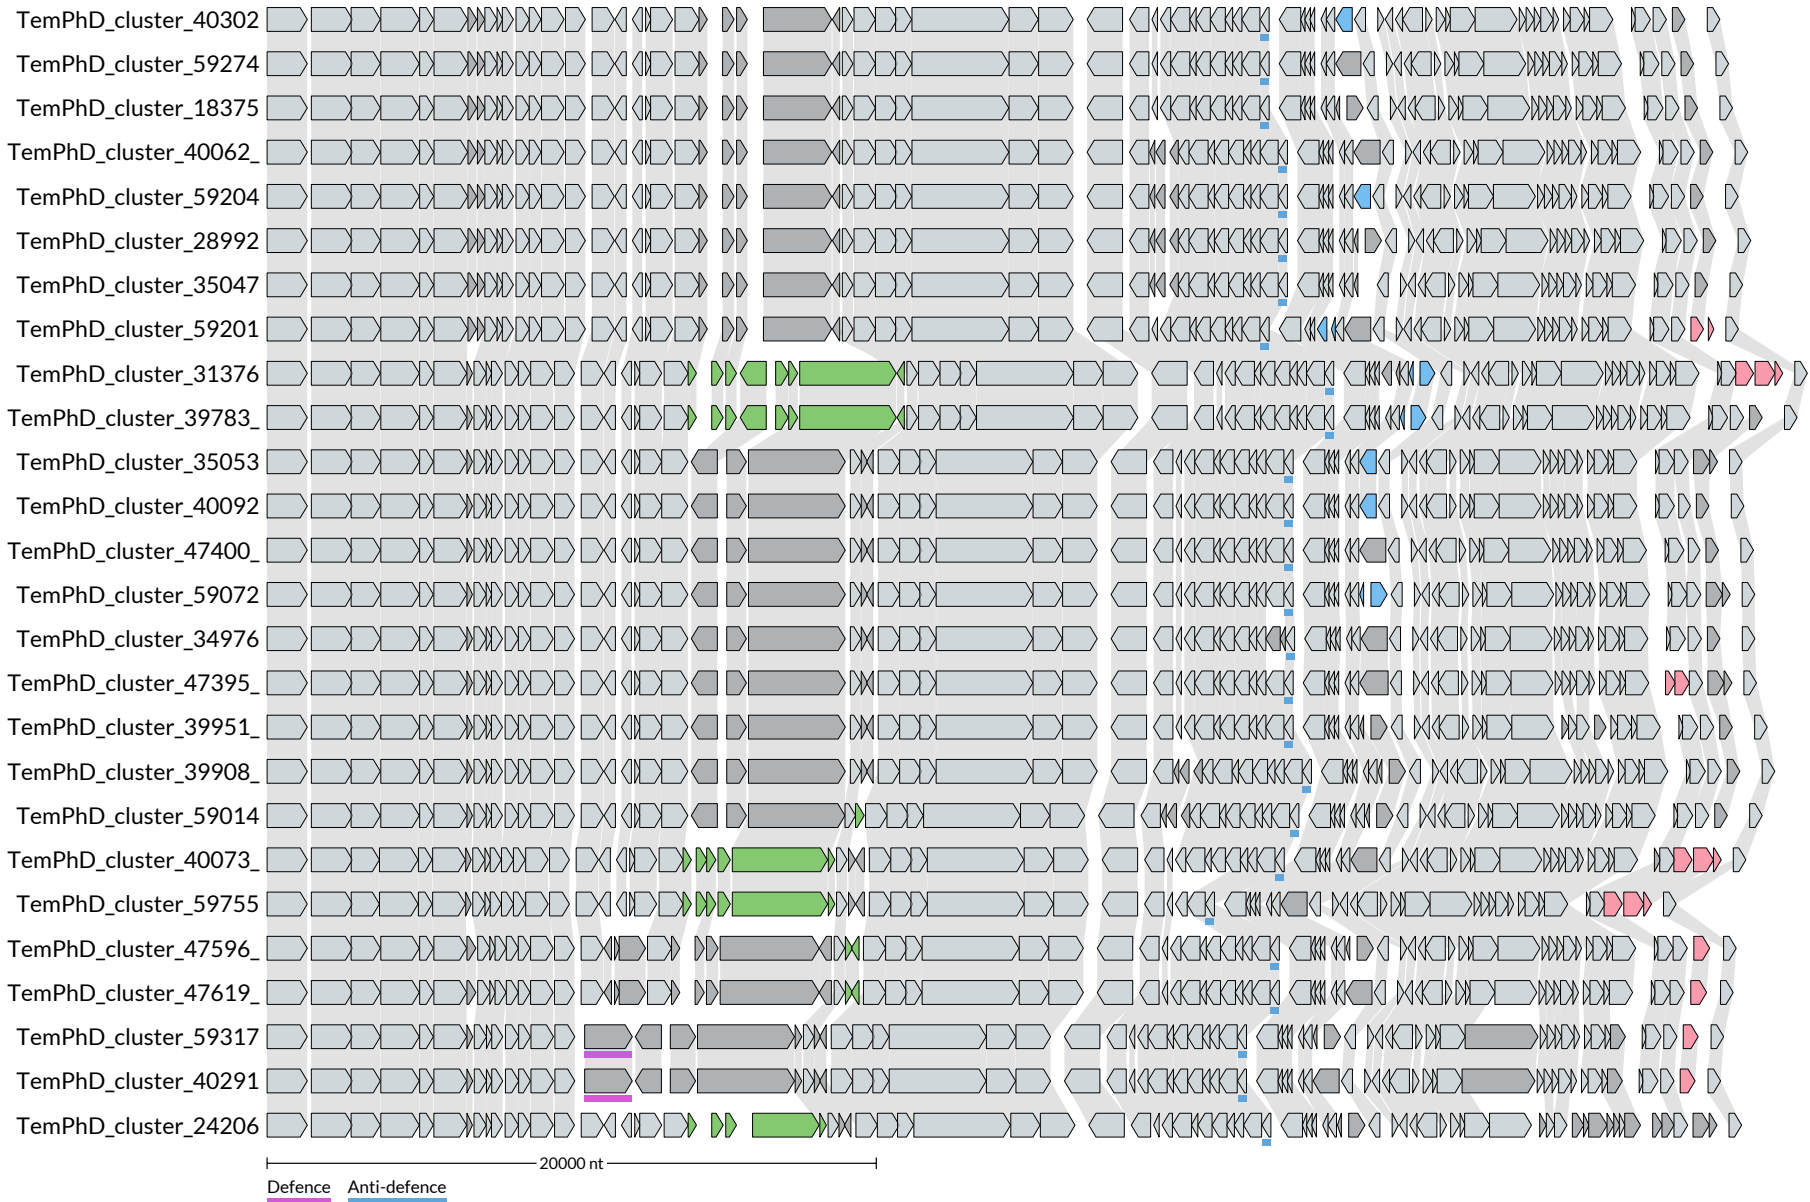 TemPhD_cluster_40302
TemPhD_cluster_59274
TemPhD_cluster_18375
TemPhD_cluster_40062_
TemPhD_cluster_59204
TemPhD_cluster_28992
TemPhD_cluster_35047
TemPhD_cluster_59201
TemPhD_cluster_31376
TemPhD_cluster_39783_
TemPhD_cluster_35053
TemPhD_cluster_40092
TemPhD_cluster_47400_
TemPhD_cluster_59072
TemPhD_cluster_34976
TemPhD_cluster_47395_
TemPhD_cluster_39951_
TemPhD_cluster_39908_
TemPhD_cluster_59014
TemPhD_cluster_40073_
TemPhD_cluster_59755
TemPhD_cluster_47596_
TemPhD_cluster_47619_
TemPhD_cluster_59317
TemPhD_cluster_40291
TemPhD_cluster_24206
20000 nt
Defence Anti-defence